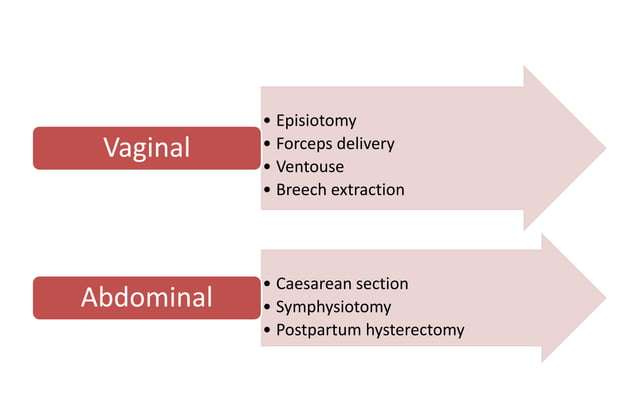 Vaginal
• Episiotomy
• Forceps delivery
• Ventouse
• Breech extraction
Abdominal
• Caesarean section
• Symphysiotomy
• Postpartum hysterectomy